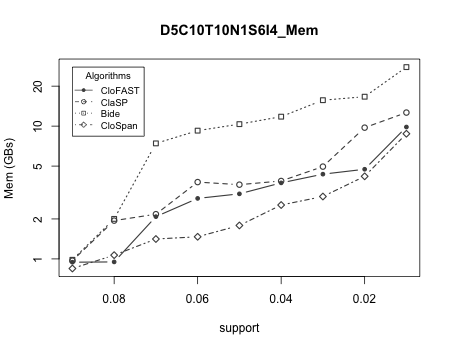 D5C10T10N1S6I4_Mem
Algorithms
CloFAST
ClaSP
Bide
CloSpan
Mem (GBs)
20
10
5
2
1
0.08 0.06 0.04 0.02
support